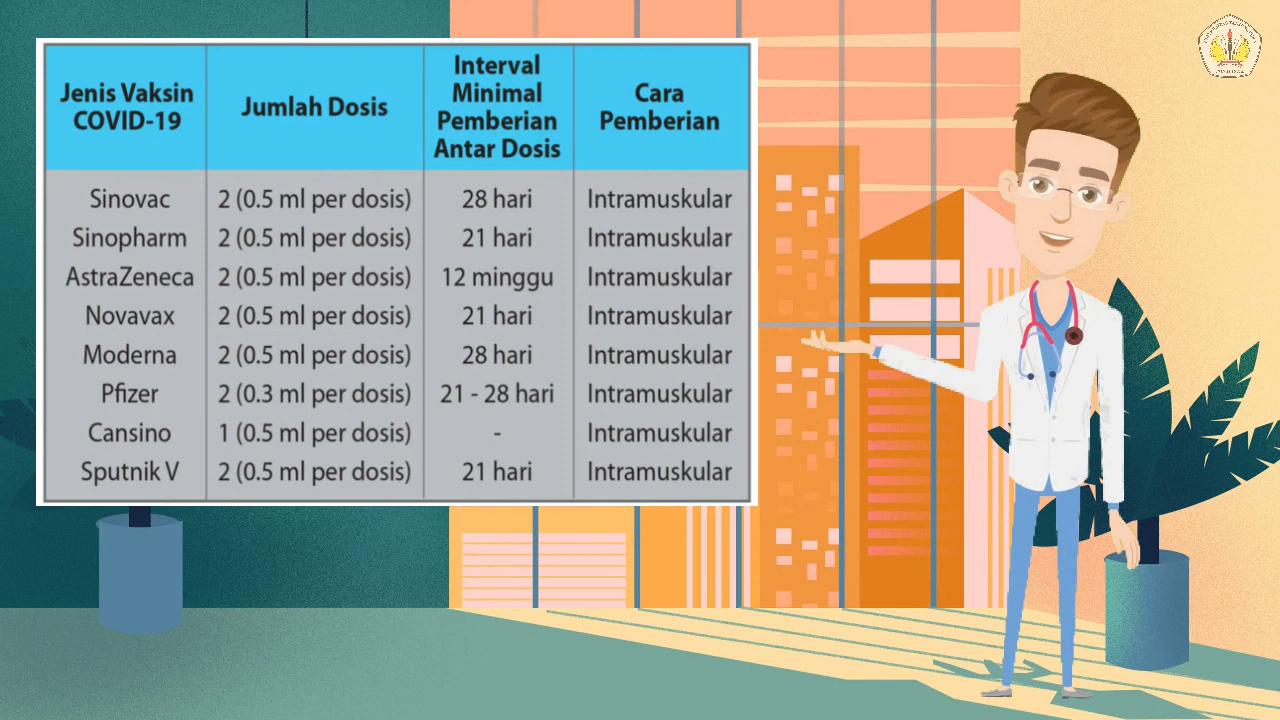 Jenis Vaksin COVID-19 Jumlah Dosis Interval Minimal Pemberian Antar Dosis Cara Pemberian
Sinovac 2 (0.5 ml per dosis) 28 hari Intramuskular
Sinopharm 2 (0.5 ml per dosis) 21 hari Intramuskular
AstraZeneca 2 (0.5 ml per dosis) 12 minggu Intramuskular
Novavax 2 (0.5 ml per dosis) 21 hari Intramuskular
Moderna 2 (0.5 ml per dosis) 28 hari Intramuskular
Pfizer 2 (0.3 ml per dosis) 21 - 28 hari Intramuskular
Cansino 1 (0.5 ml per dosis) - Intramuskular
Sputnik V 2 (0.5 ml per dosis) 21 hari Intramuskular